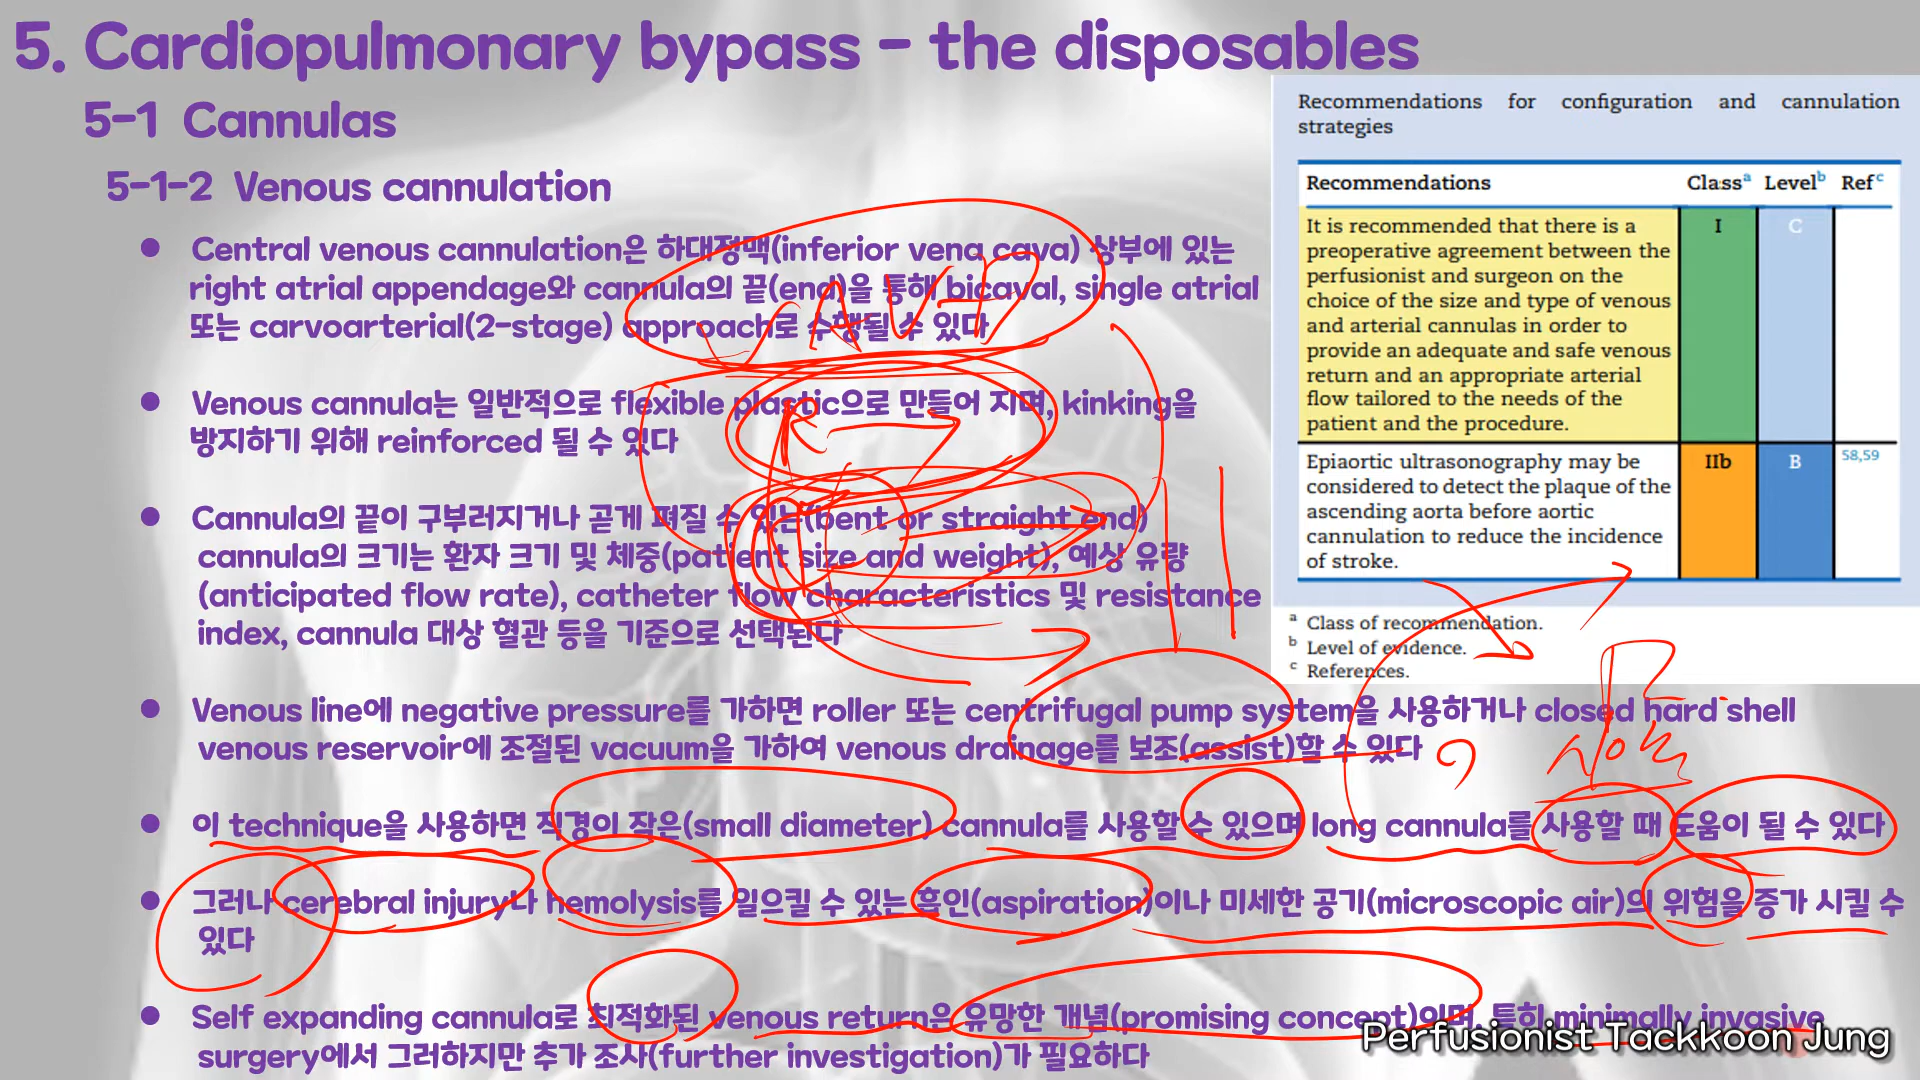 5. Cardiopulmonary bypass - the disposables
5-1 Cannulas
5-1-2 Venous cannulation
● Central venous cannulation은 하대정맥(inferior vena cava) 상부에 있는
right atrial appendage와 cannula의 끝(end)을 통해 bicaval, single atrial
또는 carvoarterial(2-stage) approach로 수행될 수 있다
● Venous cannula는 일반적으로 flexible plastic으로 만들어 지며, kinking을
방지하기 위해 reinforced 될 수 있다
● Cannula의 끝이 구부러지거나 곧게 펴질 수 있는(bent or straight end)
cannula의 크기는 환자 크기 및 체중(patient size and weight), 예상 유량
(anticipated flow rate), catheter flow characteristics 및 resistance
index, cannula 대상 혈관 등을 기준으로 선택된다
● Venous line에 negative pressure를 가하면 roller 또는 centrifugal pump system을 사용하거나 closed hard shell
venous reservoir에 조절된 vacuum을 가하여 venous drainage를 보조(assist)할 수 있다
● 이 technique을 사용하면 직경이 작은(small diameter) cannula를 사용할 수 있으며 long cannula를 사용할 때 도움이 될 수 있다
● 그러나 cerebral injury나 hemolysis를 일으킬 수 있는 흡인(aspiration)이나 미세한 공기(microscopic air)의 위험을 증가 시킬 수
있다
● Self expanding cannula로 최적화된 venous return은 유망한 개념(promising concept)이며, 특히 minimally invasive
surgery에서 그러하지만 추가 조사(further investigation)가 필요하다
Recommendations for configuration and cannulation
strategies
Recommendations Class a Level b Ref c
It is recommended that there is a I C
preoperative agreement between the
perfusionist and surgeon on the
choice of the size and type of venous
and arterial cannulas in order to
provide an adequate and safe venous
return and an appropriate arterial
flow tailored to the needs of the
patient and the procedure.
Epiaortic ultrasonography may be IIb B 58,59
considered to detect the plaque of the
ascending aorta before aortic
cannulation to reduce the incidence
of stroke.
a Class of recommendation.
b Level of evidence.
c References.
Perfusionist Tackkoon Jung